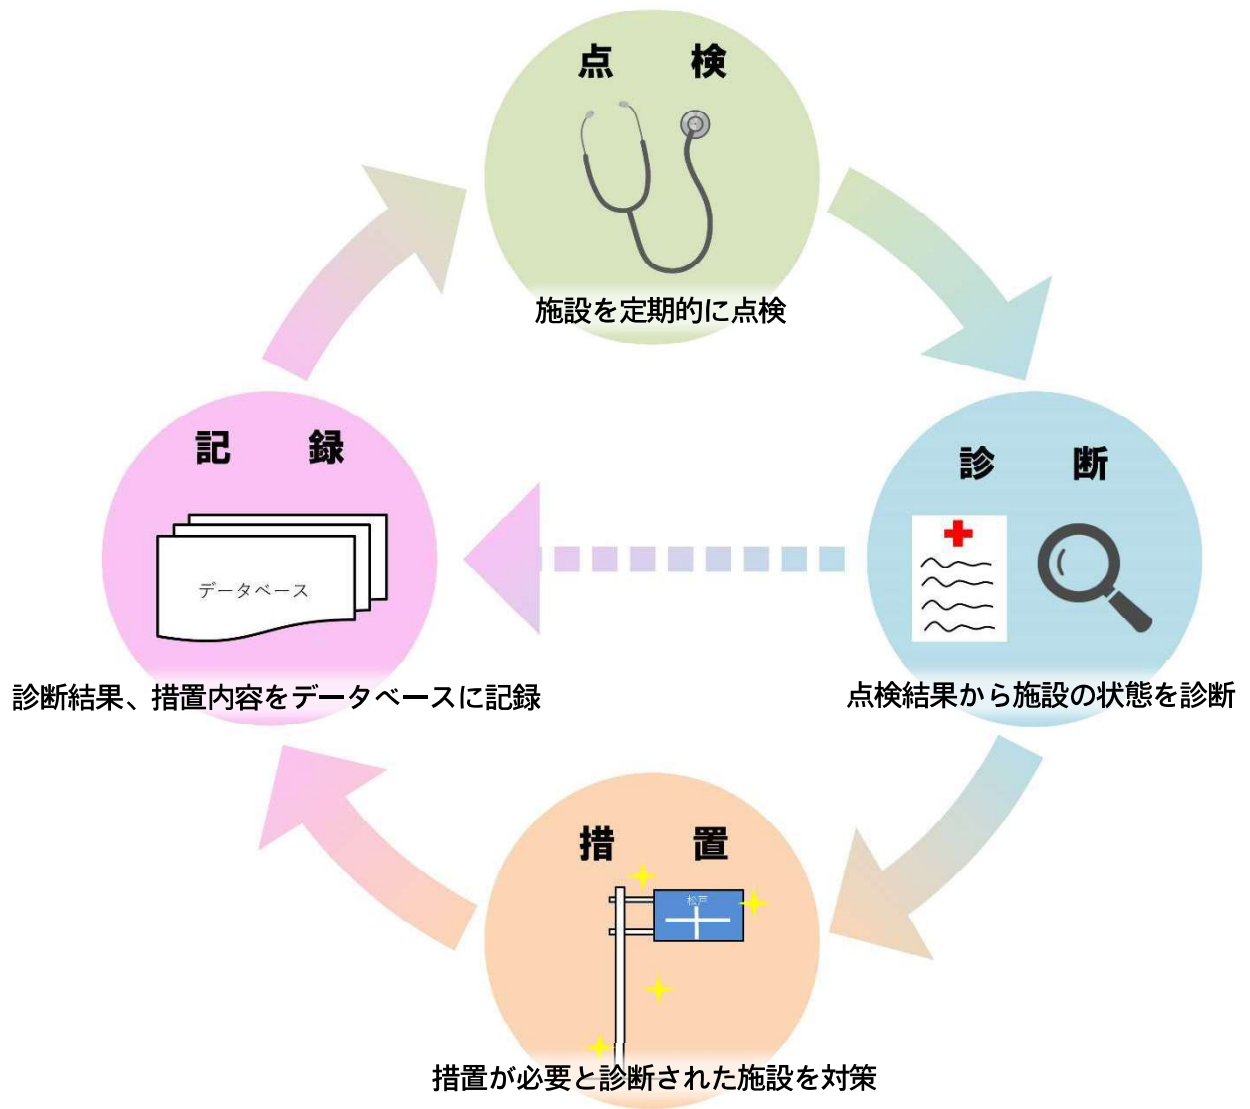 点　検
施設を定期的に点検
診　断
点検結果から施設の状態を診断
措　置
松戸
措置が必要と診断された施設を対策
記　録
データベース
診断結果、措置内容をデータベースに記録